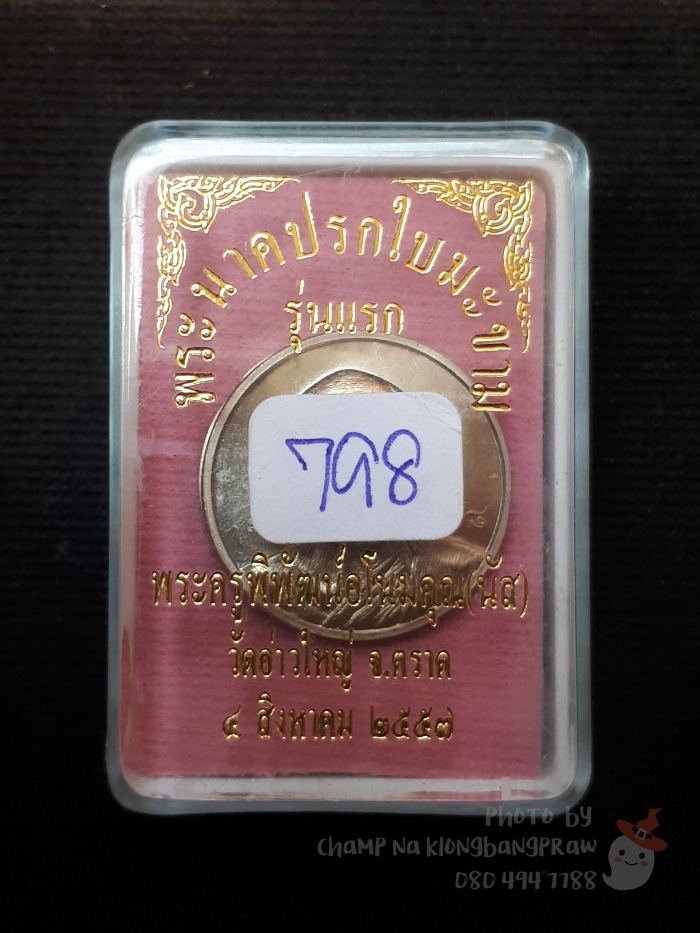 พระนาคปรกใบมะขาม
รุ่นแรก
798
พระครูพิพัฒน์อโนมคุณ(นัส)
วัดอ่าวใหญ่ จ.ตราด
๔ สิงหาคม ๒๕๕๗
PHOTO BY
CHAMP NA KLONGBANGPRAW
080 494 7788